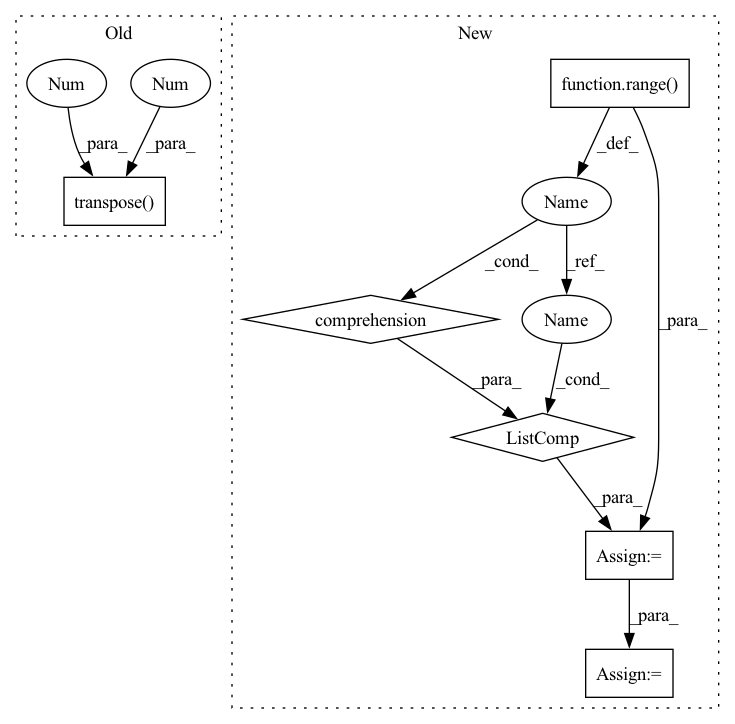 Old
New
Num
Num
function.range()
_para_
_para_
_def_
transpose()
Name
_cond_
_ref_
comprehension
Name
_para_
_para_
_cond_
ListComp
_para_
Assign:=
_para_
Assign:=